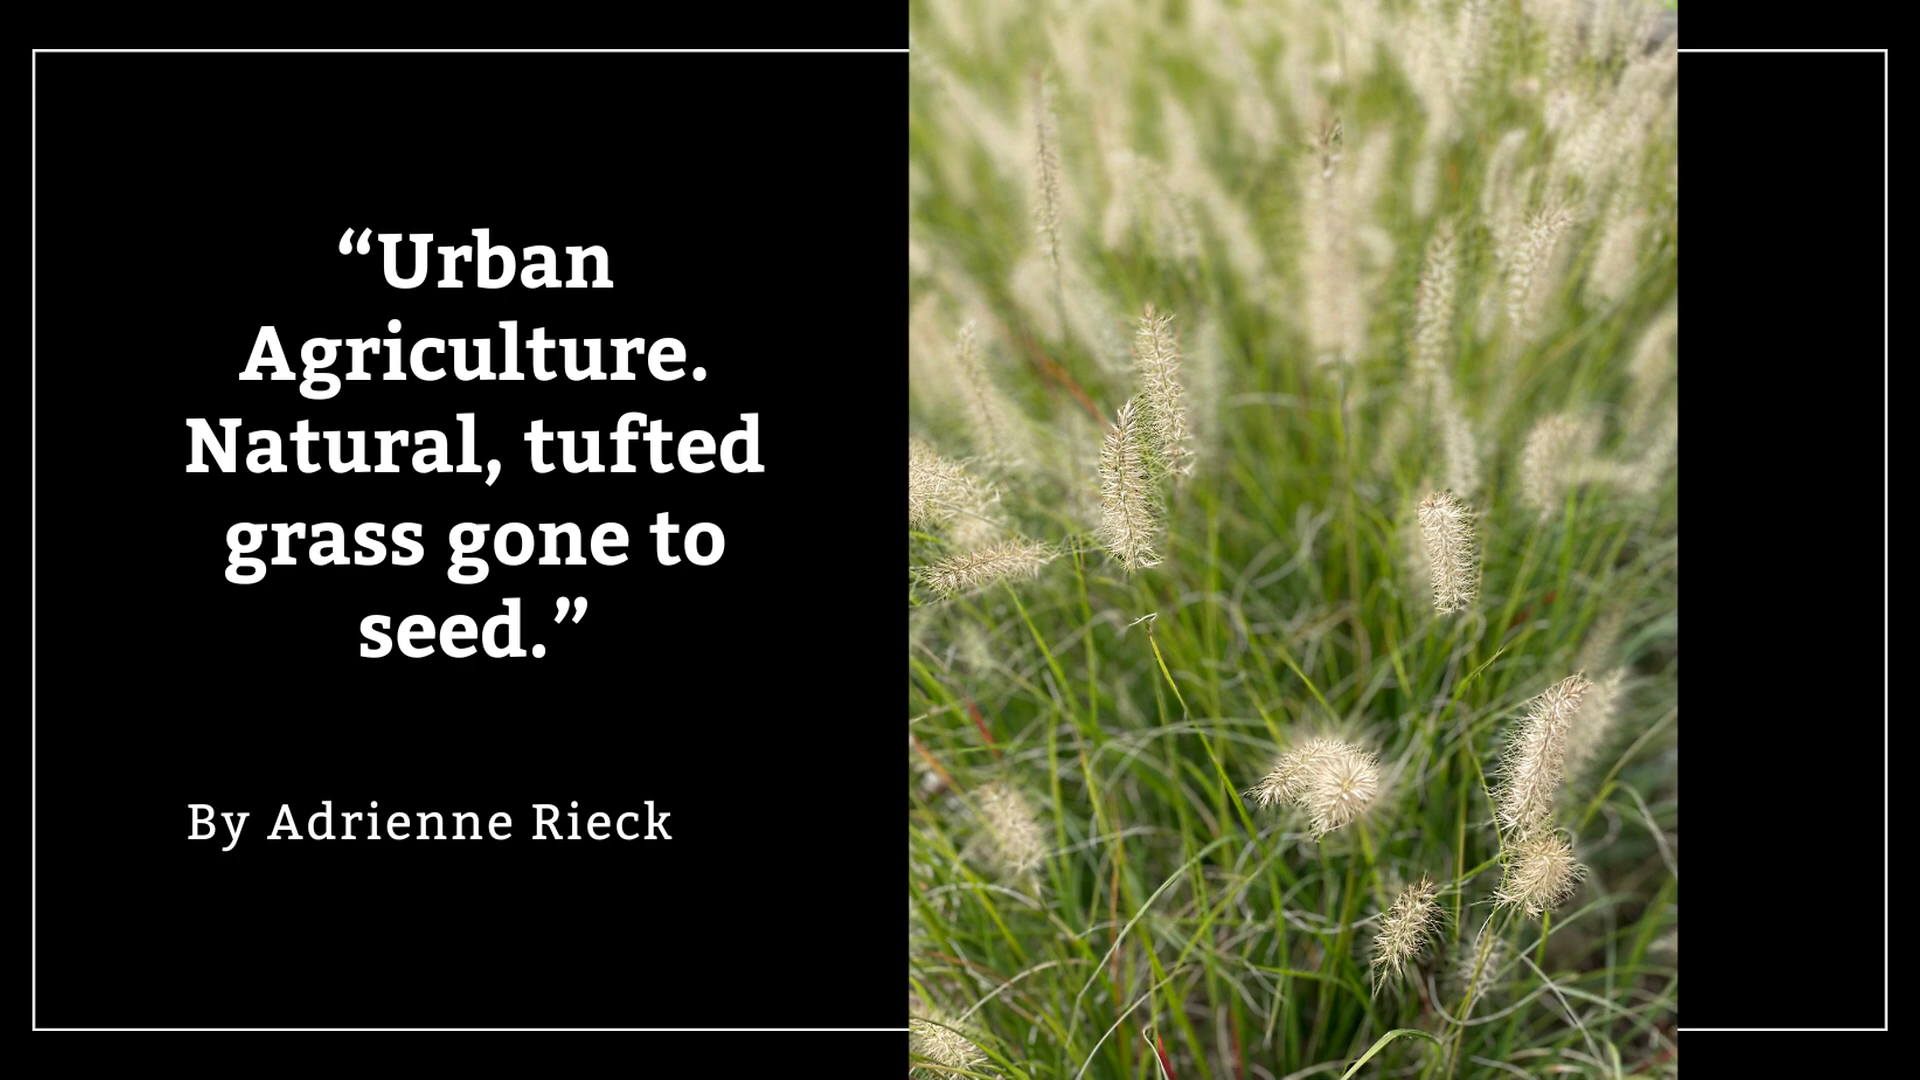 “Urban
Agriculture.
Natural, tufted
grass gone to
seed.”
By Adrienne Rieck